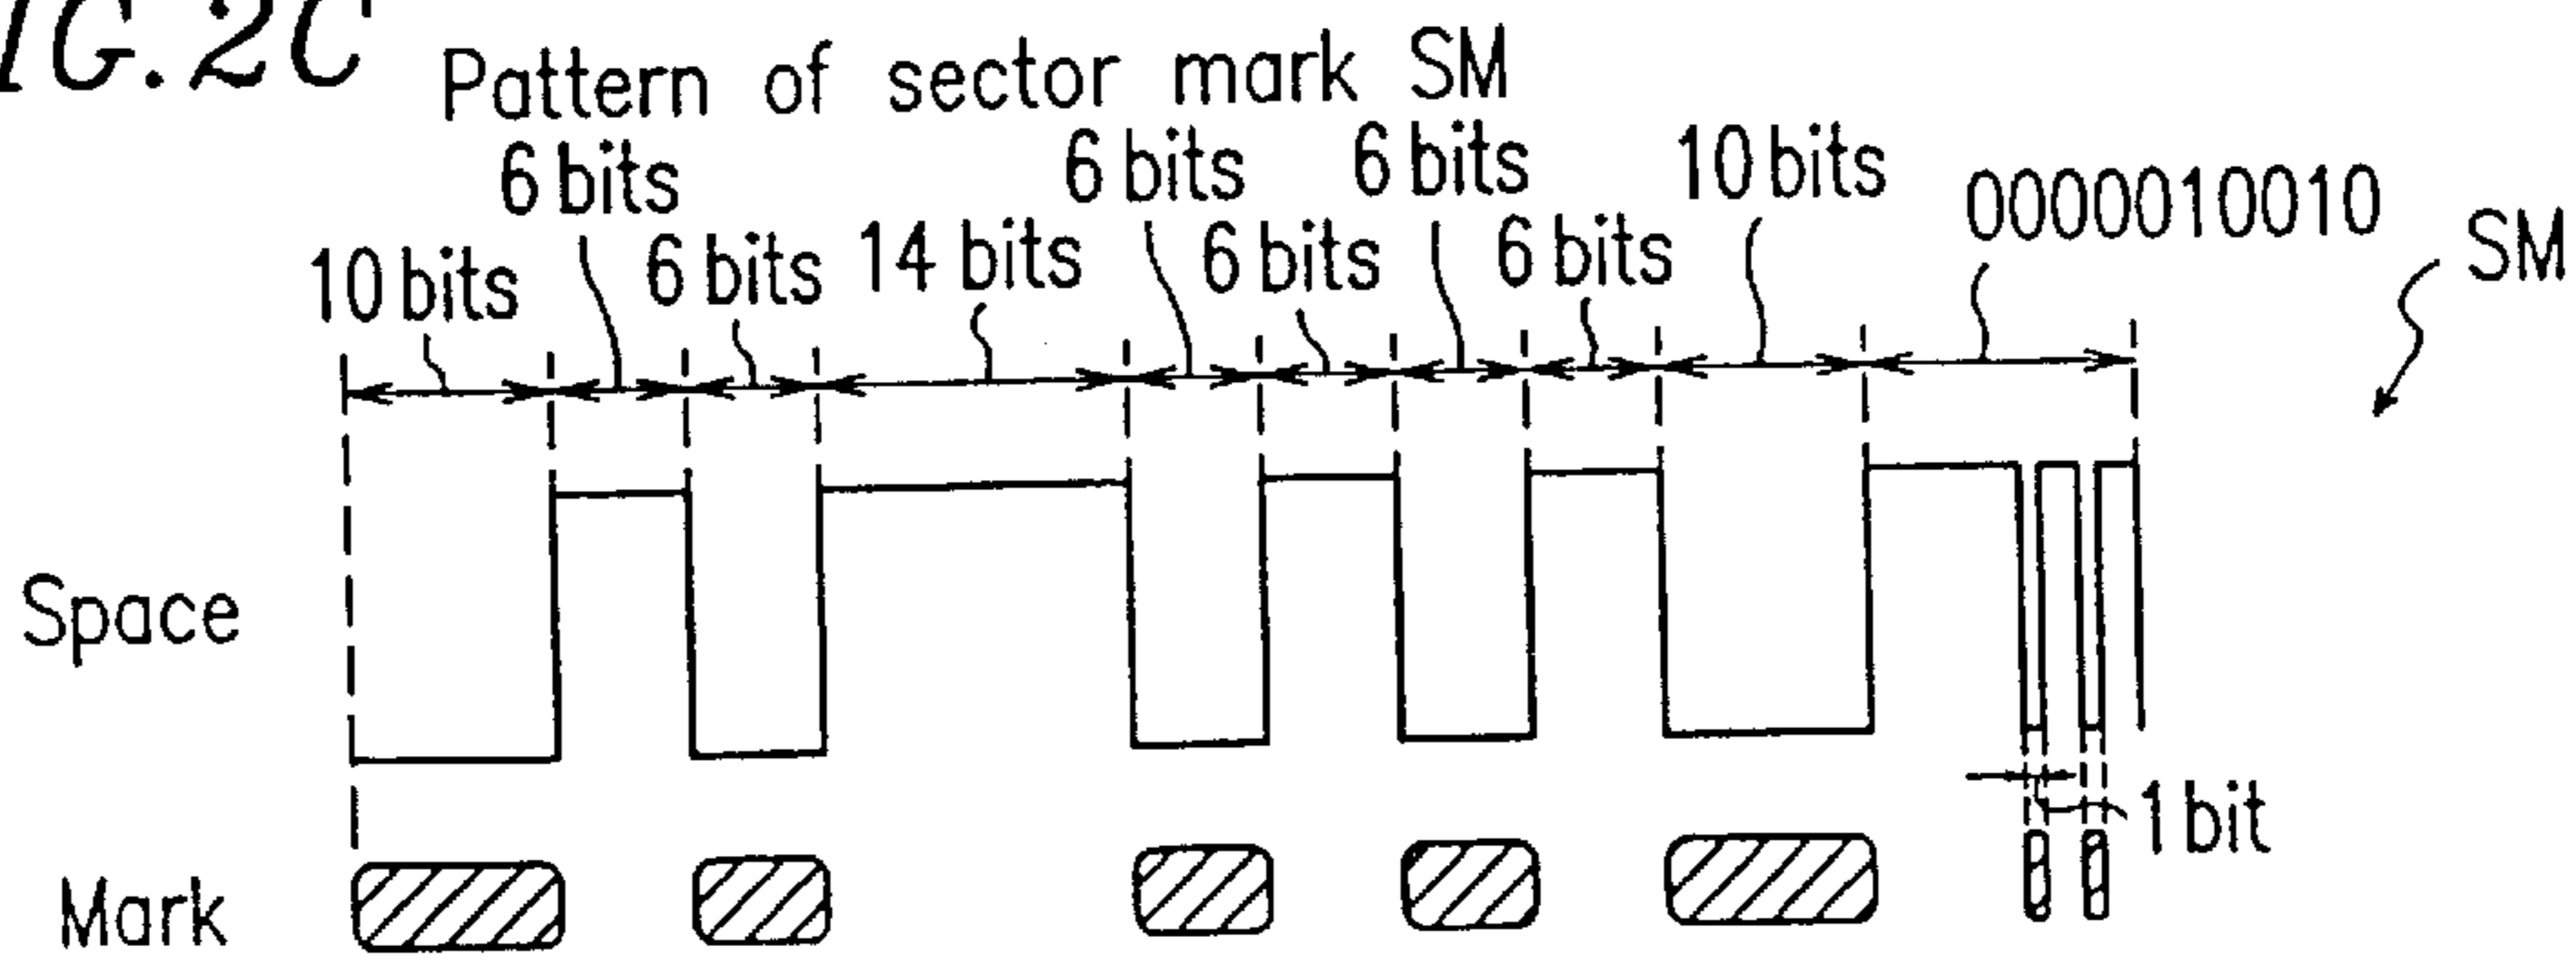 IG. 2C
Pattern of sector mark SM
6 bits 6 bits 6 bits 10 bits 0000010010
10 bits 6 bits 14 bits 6 bits 6 bits SM
Space
1 bit
Mark